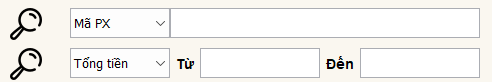 Mã PX
Tổng tiền Từ Đến